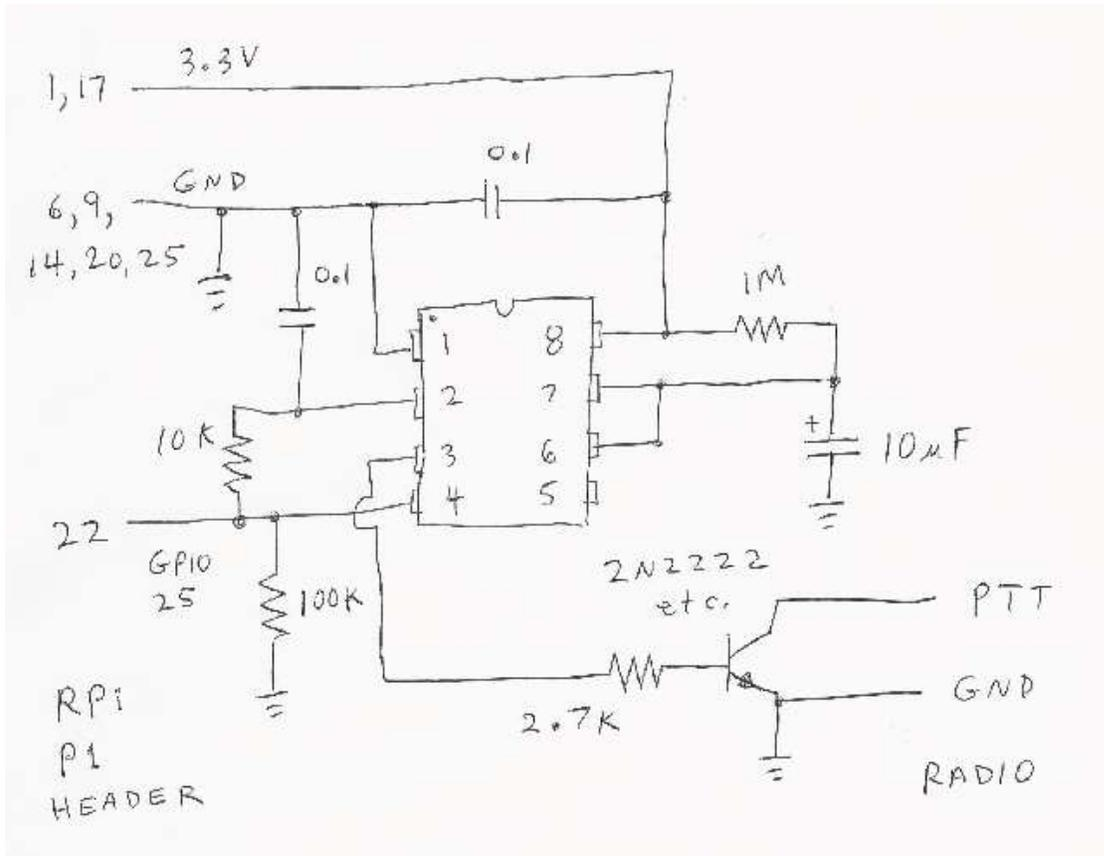 3.3V
1, 17
0.1
GND
6, 9,
14, 20, 25
0.1
1M
1 8
2 7
10K
3 6
10µF
4 5
22
GPIO
25
100K
2N2222
etc.
PTT
GND
2.7K
RPi
P1
HEADER
RADIO
+